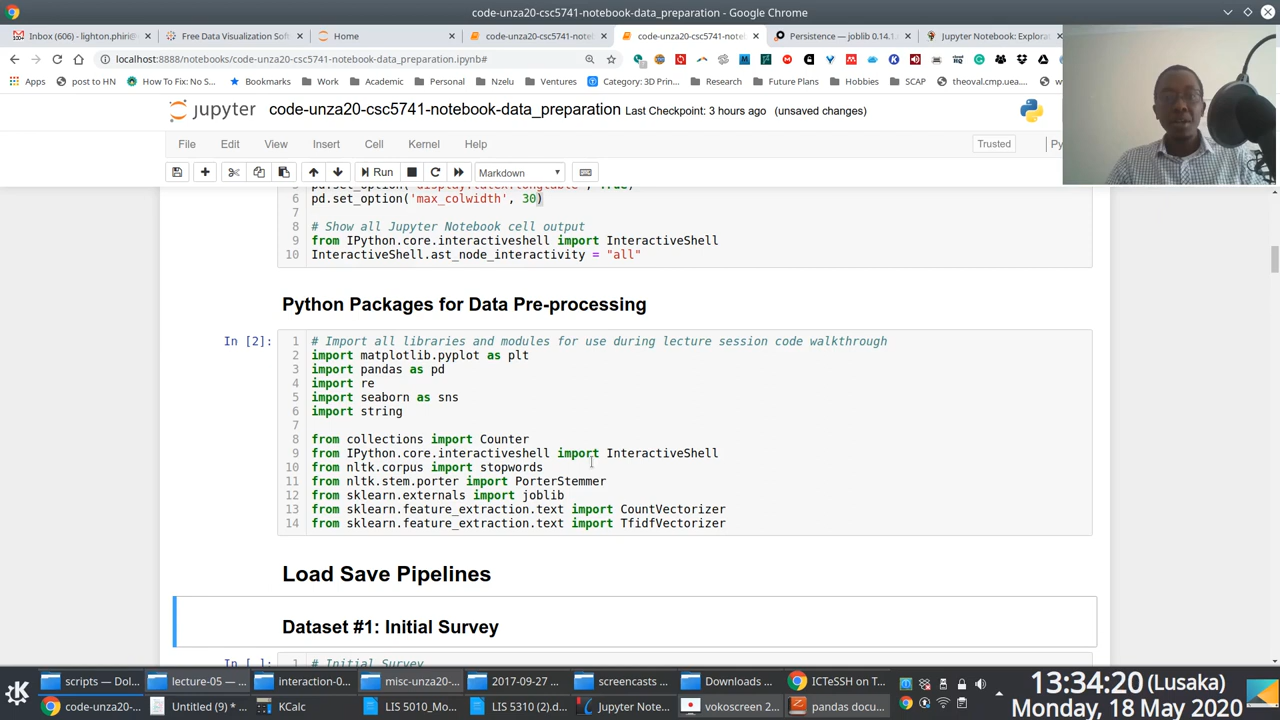 code-unza20-csc5741-notebook-data_preparation - Google Chrome
Inbox (606) - lighton.phiri@
Free Data Visualization Soft
Home
code-unza20-csc5741-noteb
code-unza20-csc5741-noteb
Persistence — joblib 0.14.1.
Jupyter Notebook: Explora
localhost:8888/notebooks/code-unza20-csc5741-notebook-data_preparation.ipynb#
Apps
post to HN
How To Fix: No S
Bookmarks
Work
Academic
Personal
Nzelu
Ventures
Category: 3D Prin...
Research
Future Plans
Hobbies
SCAP
theoval.cmp.uea...
jupyter
code-unza20-csc5741-notebook-data_preparation Last Checkpoint: 3 hours ago (unsaved changes)
File Edit View Insert Cell Kernel Help
Trusted
Run
Markdown
6 pd.set_option('max_colwidth', 30)
7
8 # Show all Jupyter Notebook cell output
9 from IPython.core.interactiveshell import InteractiveShell
10 InteractiveShell.ast_node_interactivity = "all"
Python Packages for Data Pre-processing
In [2]:
1 # Import all libraries and modules for use during lecture session code walkthrough
2 import matplotlib.pyplot as plt
3 import pandas as pd
4 import re
5 import seaborn as sns
6 import string
7
8 from collections import Counter
9 from IPython.core.interactiveshell import InteractiveShell
10 from nltk.corpus import stopwords
11 from nltk.stem.porter import PorterStemmer
12 from sklearn.externals import joblib
13 from sklearn.feature_extraction.text import CountVectorizer
14 from sklearn.feature_extraction.text import TfidfVectorizer
Load Save Pipelines
Dataset #1: Initial Survey
In [ ]: 1 # Initial Survey
scripts — Dol...
lecture-05 — ...
interaction-0...
misc-unza20-...
2017-09-27 ...
screencasts ...
Downloads ...
ICTeSSH on T...
code-unza20-...
Untitled (9) * ...
KCalc
LIS 5010_Mo...
LIS 5310 (2).d...
Jupyter Note...
vokoscreen 2...
pandas docu...
13:34:20 (Lusaka)
Monday, 18 May 2020